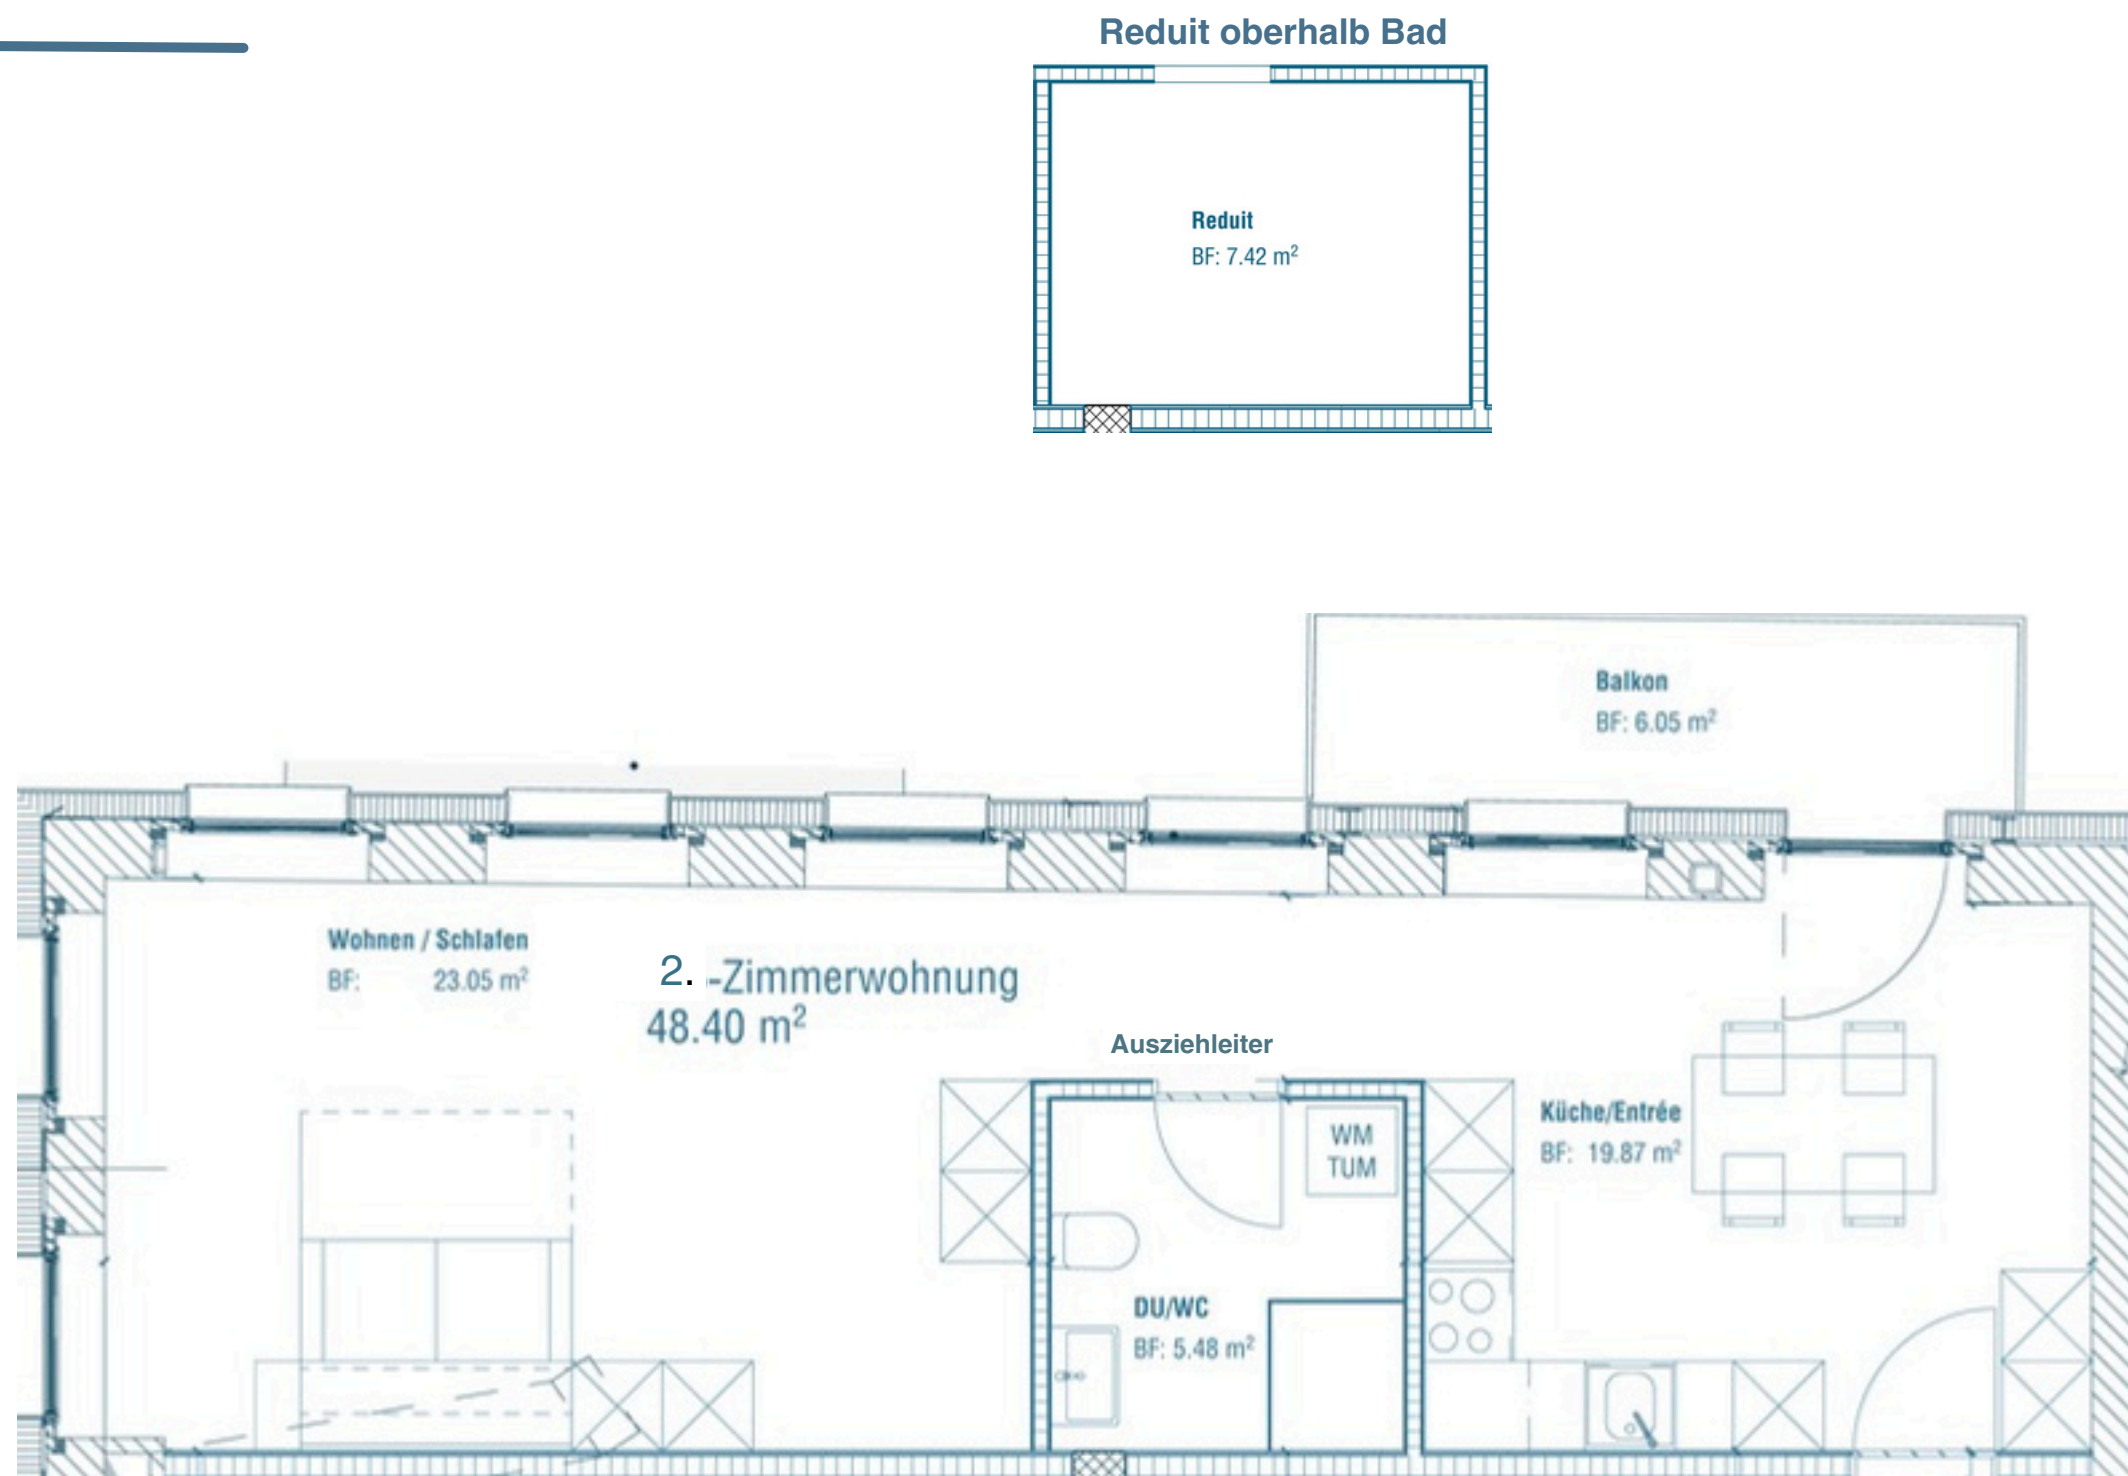 Reduit oberhalb Bad
Reduit
BF: 7.42 m²
Balkon
BF: 6.05 m²
Wohnen / Schlafen
BF: 23.05 m²
2. -Zimmerwohnung
48.40 m²
Ausziehleiter
WM
TUM
Küche/Entrée
BF: 19.87 m²
DU/WC
BF: 5.48 m²